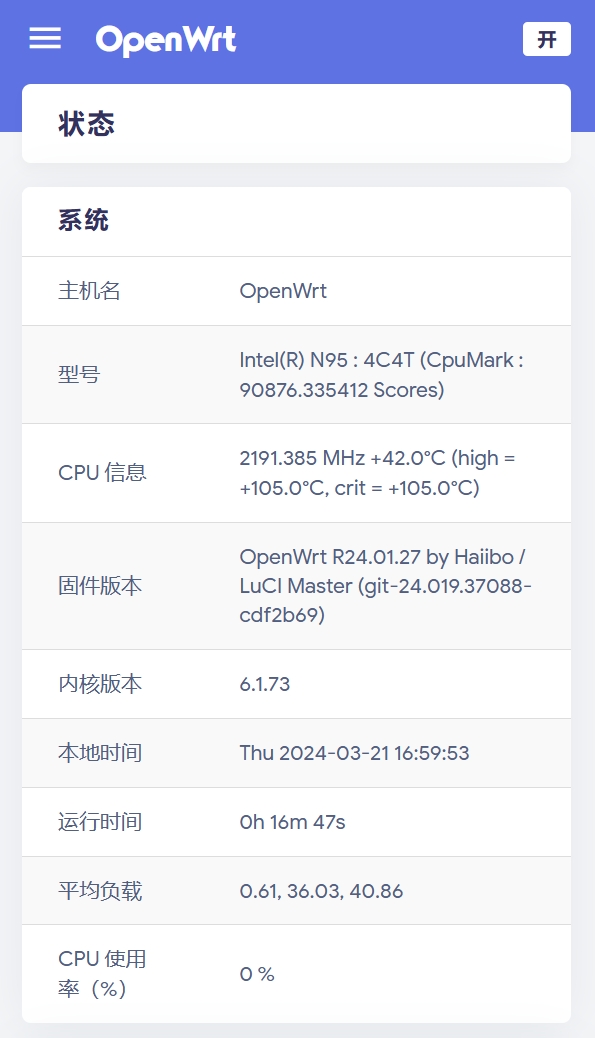 OpenWrt
开
状态
系统
主机名
OpenWrt
型号
Intel(R) N95 : 4C4T (CpuMark :
90876.335412 Scores)
CPU 信息
2191.385 MHz +42.0°C (high =
+105.0°C, crit = +105.0°C)
固件版本
OpenWrt R24.01.27 by Haiibo /
LuCI Master (git-24.019.37088-
cdf2b69)
内核版本
6.1.73
本地时间
Thu 2024-03-21 16:59:53
运行时间
0h 16m 47s
平均负载
0.61, 36.03, 40.86
CPU 使用
率（%）
0 %